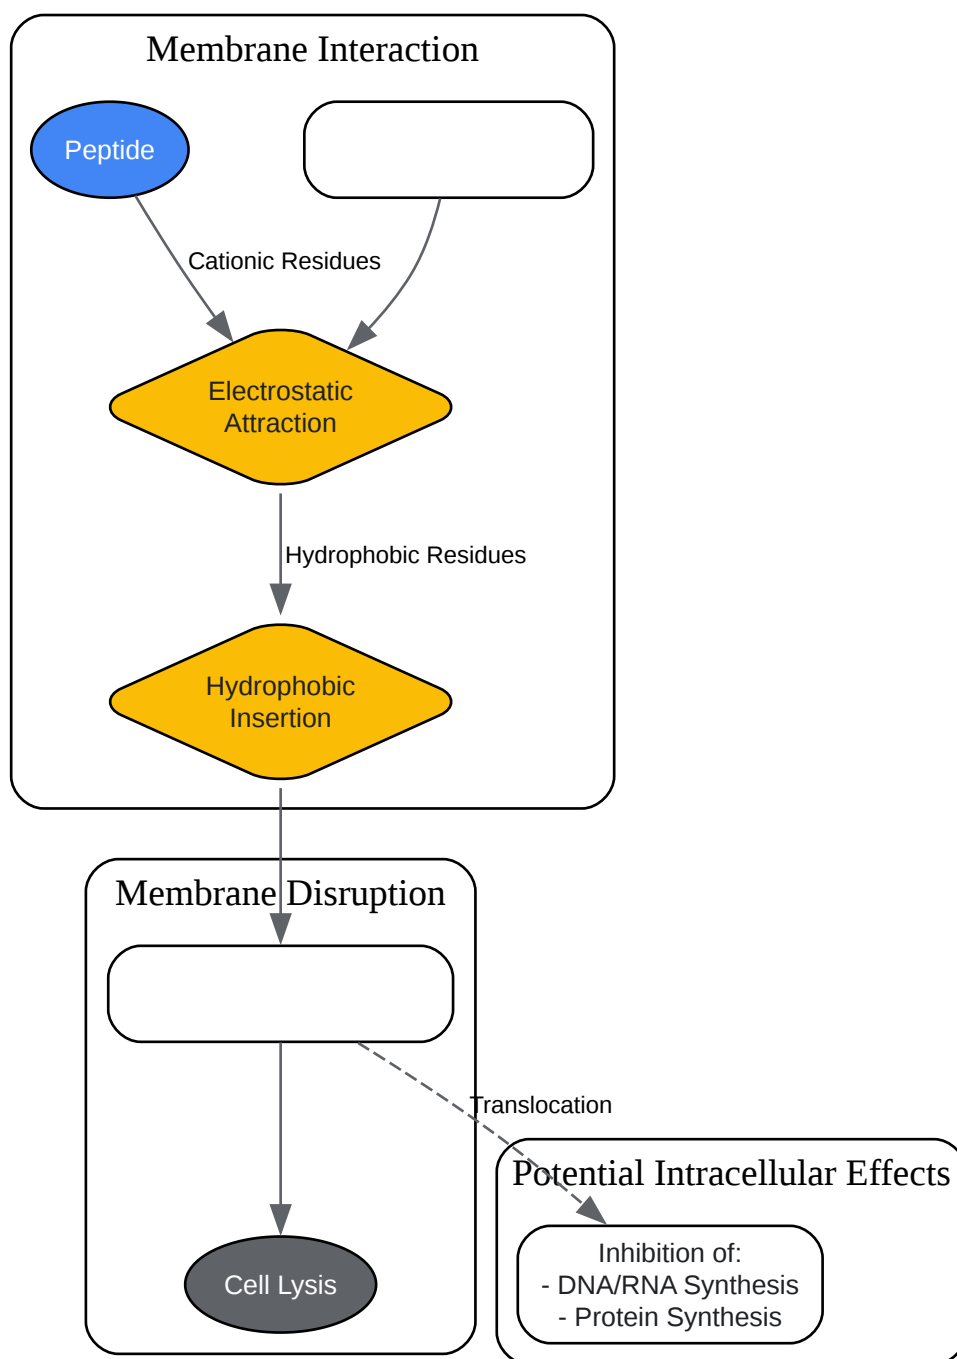 Membrane Interaction
Peptide
Cationic Residues
Electrostatic
Attraction
Hydrophobic Residues
Hydrophobic
Insertion
Membrane Disruption
Translocation
Potential Intracellular Effects
Inhibition of:
- DNA/RNA Synthesis
- Protein Synthesis
Cell Lysis